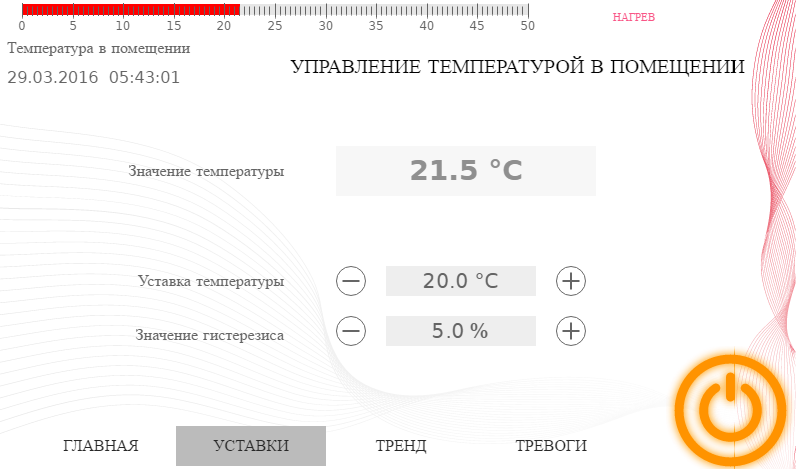 0 5 10 15 20 25 30 35 40 45 50
НАГРЕВ
Температура в помещении
29.03.2016 05:43:01
УПРАВЛЕНИЕ ТЕМПЕРАТУРОЙ В ПОМЕЩЕНИИ
Значение температуры 21.5 °C
Уставка температуры 20.0 °C
Значение гистерезиса 5.0 %
ГЛАВНАЯ УСТАВКИ ТРЕНД ТРЕВОГИ